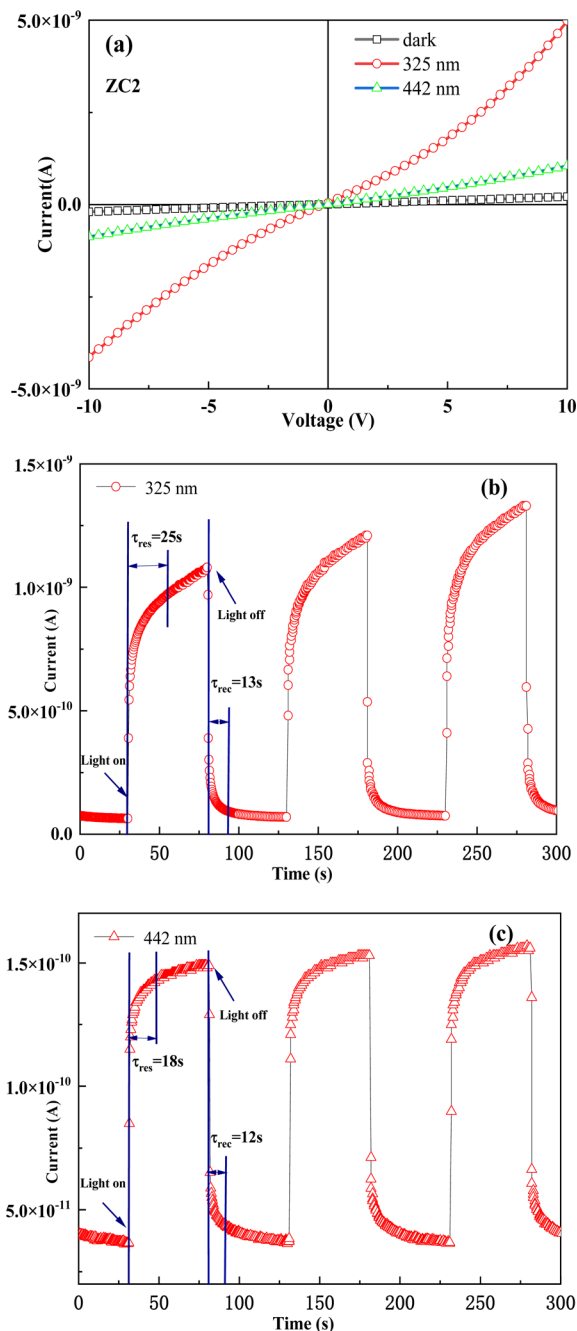 5.0×10⁻⁹
(a)
dark
325 nm
442 nm
ZC2
Current(A)
0.0
-5.0×10⁻⁹
-10
-5
0
5
10
Voltage (V)
1.5×10⁻⁹
325 nm
(b)
τres=25s
1.0×10⁻⁹
Light off
Current (A)
τrec=13s
5.0×10⁻¹⁰
Light on
0.0
0
50
100
150
200
250
300
Time (s)
442 nm
(c)
1.5×10⁻¹⁰
Light off
τres=18s
1.0×10⁻¹⁰
Current (A)
τrec=12s
Light on
5.0×10⁻¹¹
0
50
100
150
200
250
300
Time (s)